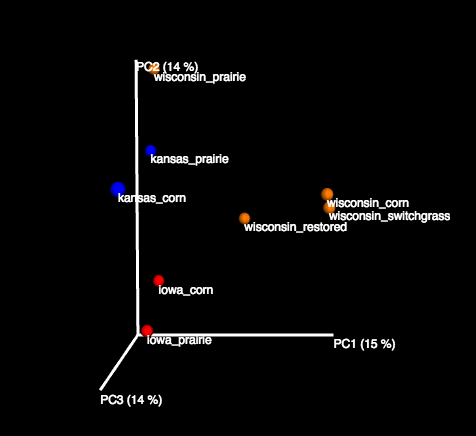 PC2 (14 %)
wisconsin_prairie
kansas_prairie
kansas_corn
wisconsin_corn
wisconsin_switchgrass
wisconsin_restored
iowa_corn
iowa_prairie
PC1 (15 %)
PC3 (14 %)